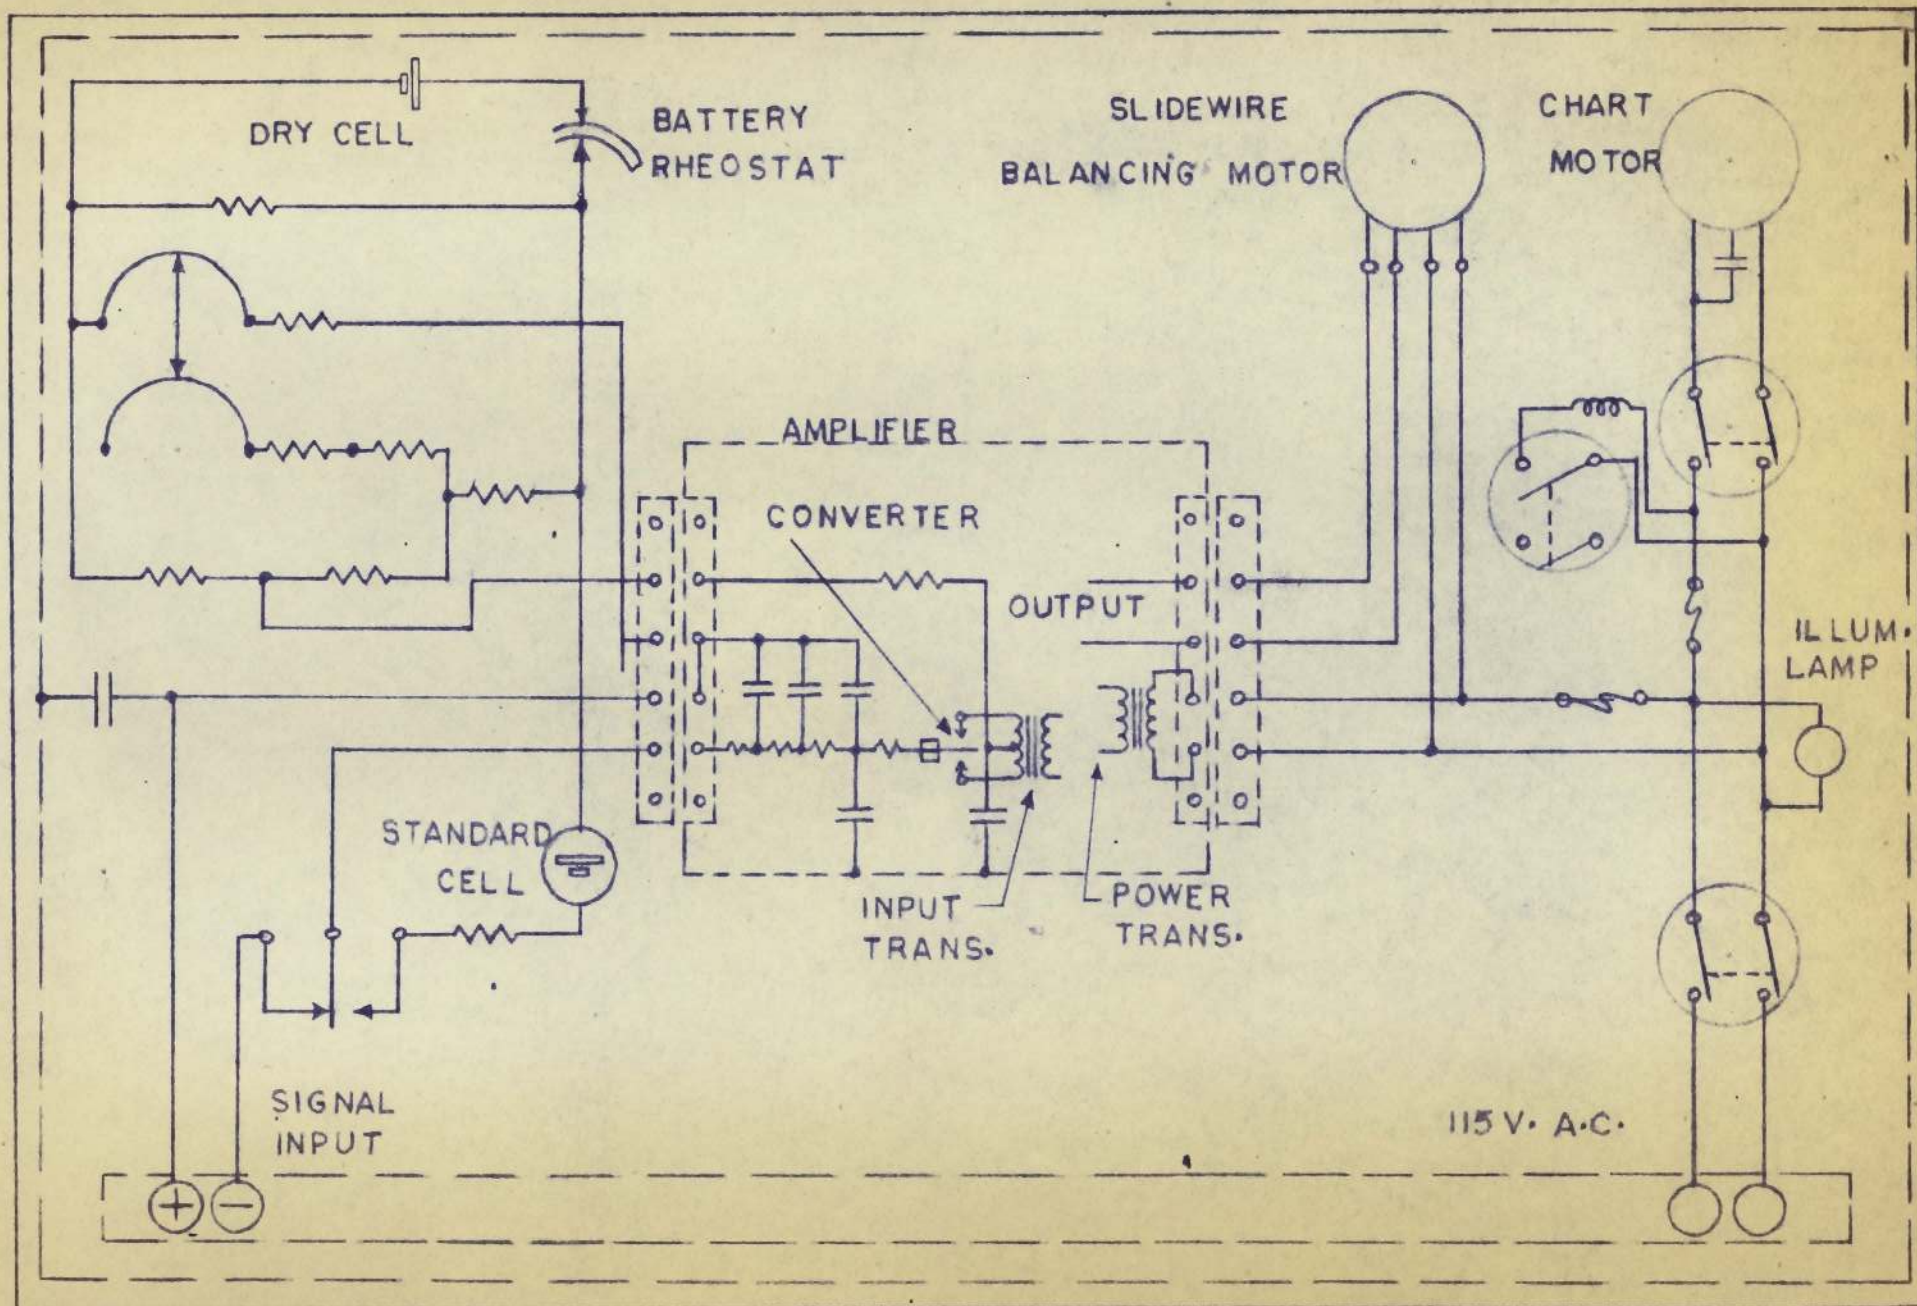 DRY CELL
BATTERY
RHEOSTAT
SLIDEWIRE
BALANCING MOTOR
CHART
MOTOR
AMPLIFIER
CONVERTER
OUTPUT
ILLUM.
LAMP
STANDARD
CELL
INPUT
TRANS.
POWER
TRANS.
SIGNAL
INPUT
115 V. A.C.
+
−